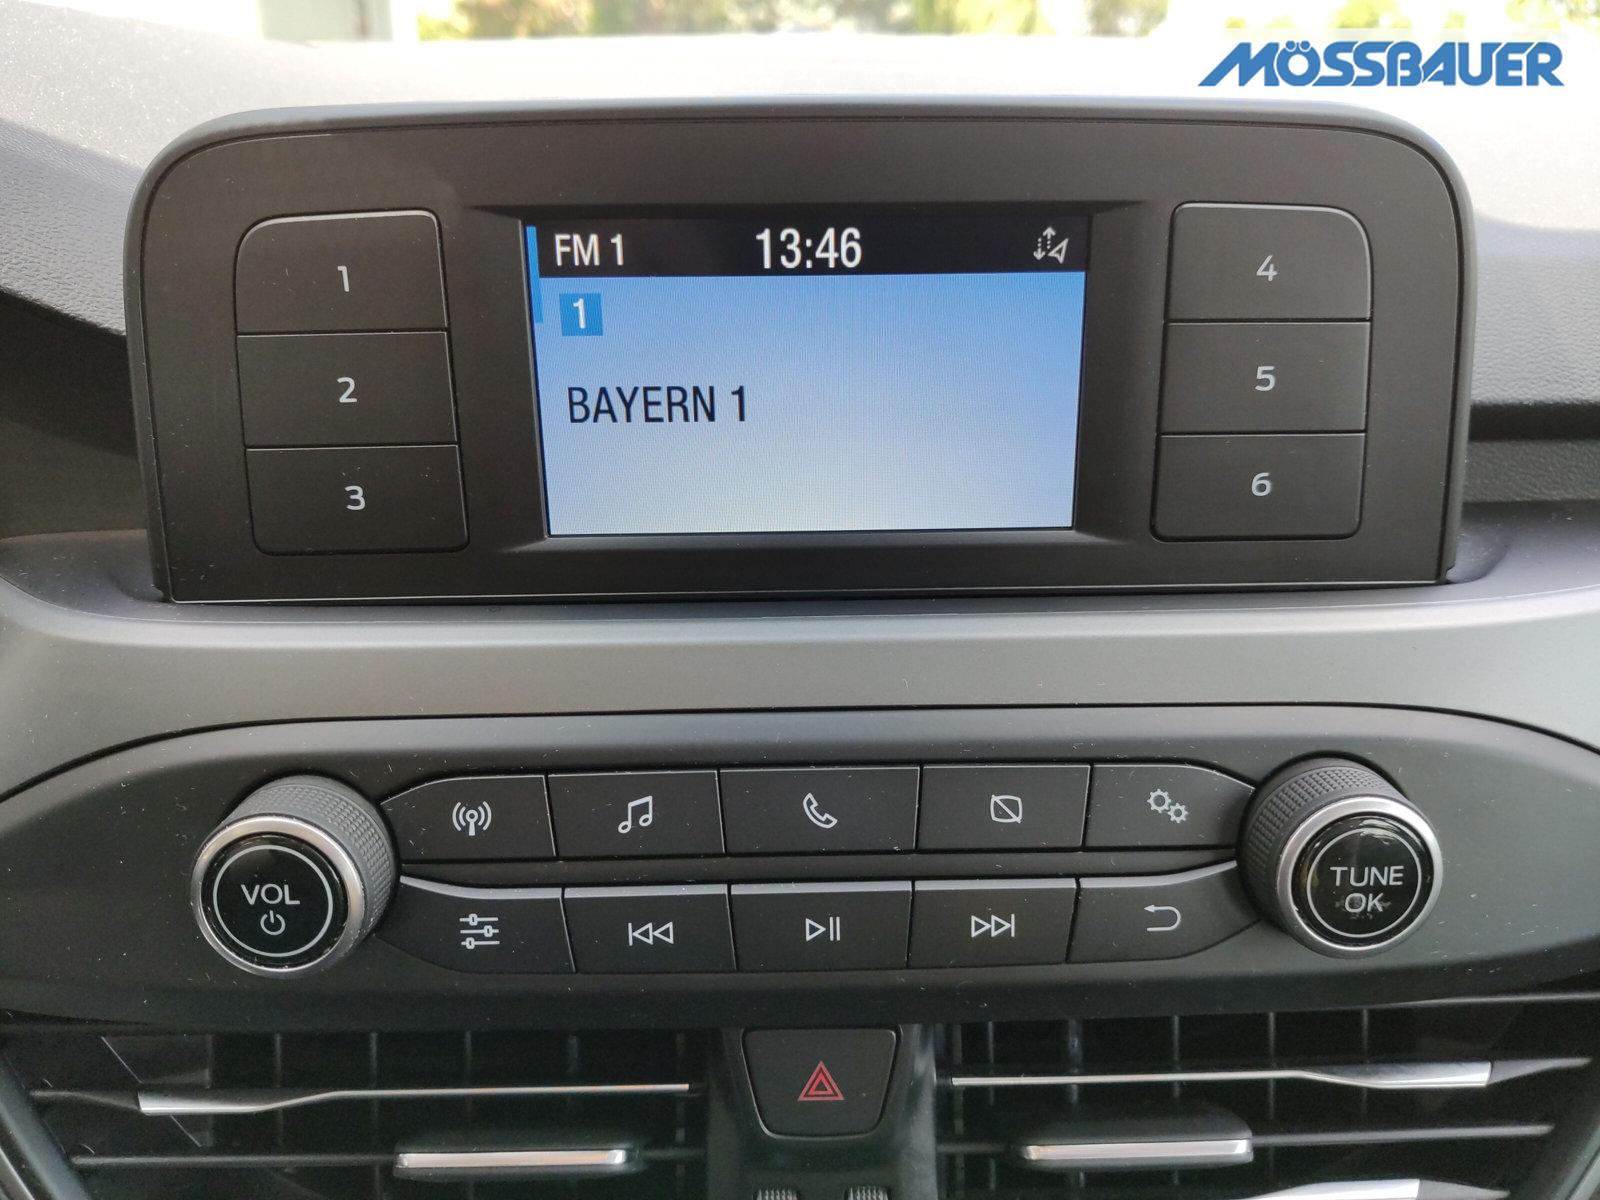 MÖSSBAUER
FM 1 13:46
1
BAYERN 1
1
2
3
4
5
6
VOL
TUNE
OK